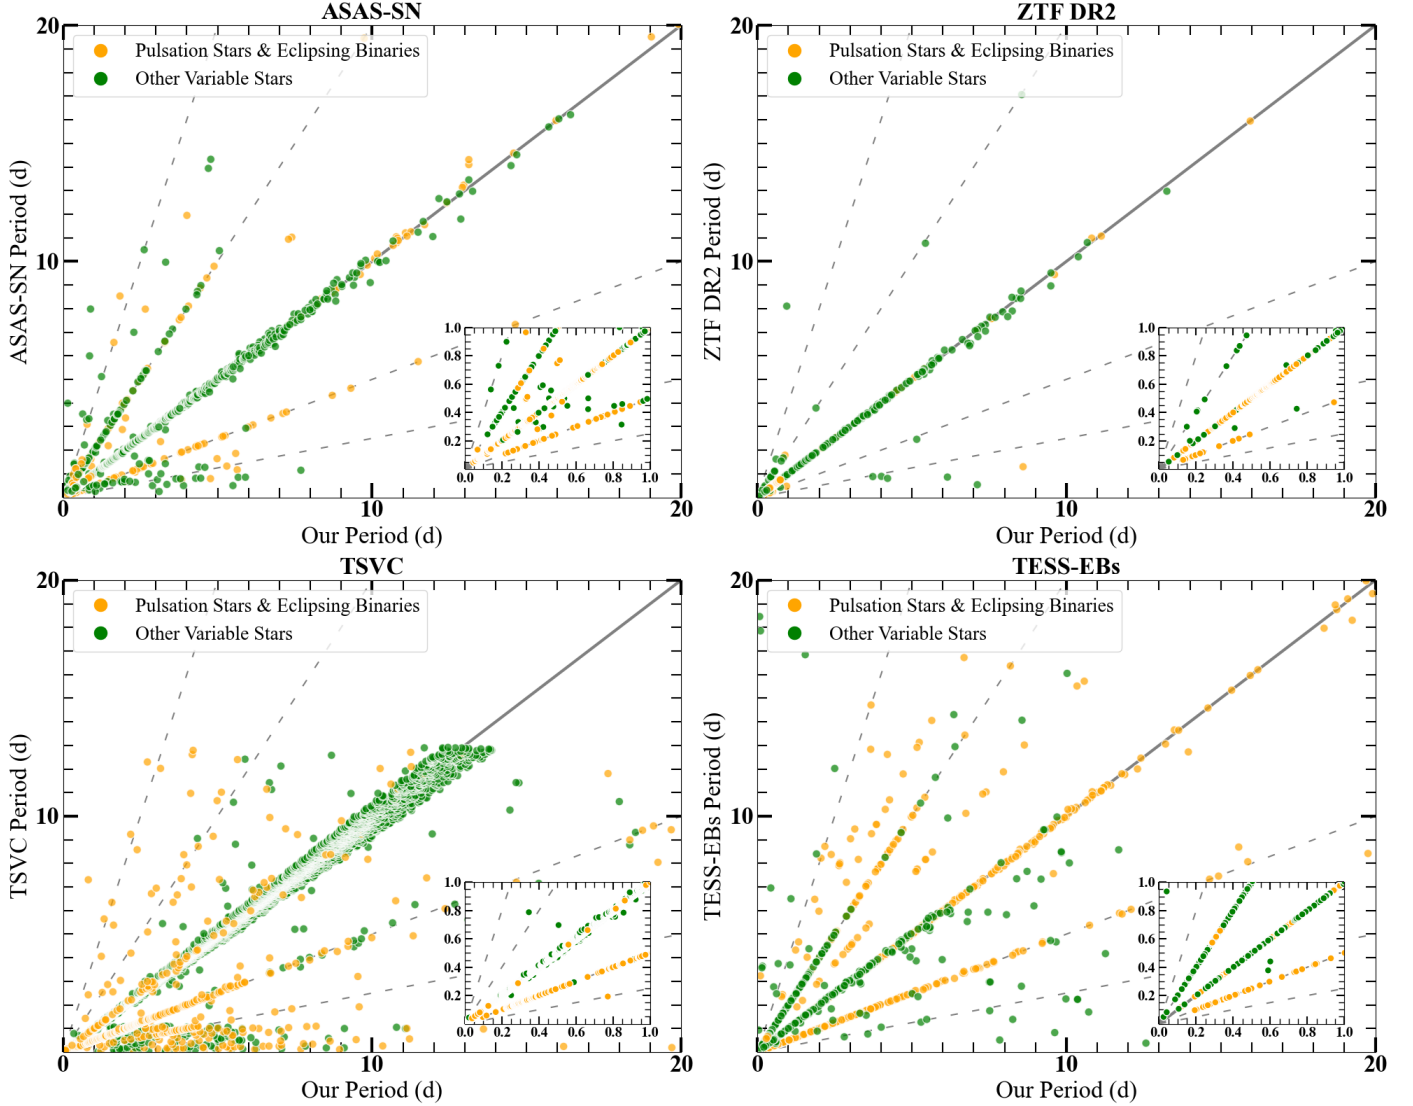 ASAS-SN
20
Pulsation Stars & Eclipsing Binaries
Other Variable Stars
ASAS-SN Period (d)
10
1.0
0.8
0.6
0.4
0.2
0.0 0.2 0.4 0.6 0.8 1.0
0 10 20
Our Period (d)
ZTF DR2
20
Pulsation Stars & Eclipsing Binaries
Other Variable Stars
ZTF DR2 Period (d)
10
1.0
0.8
0.6
0.4
0.2
0.0 0.2 0.4 0.6 0.8 1.0
0 10 20
Our Period (d)
TSVC
20
Pulsation Stars & Eclipsing Binaries
Other Variable Stars
TSVC Period (d)
10
1.0
0.8
0.6
0.4
0.2
0.0 0.2 0.4 0.6 0.8 1.0
0 10 20
Our Period (d)
TESS-EBs
20
Pulsation Stars & Eclipsing Binaries
Other Variable Stars
TESS-EBs Period (d)
10
1.0
0.8
0.6
0.4
0.2
0.0 0.2 0.4 0.6 0.8 1.0
0 10 20
Our Period (d)